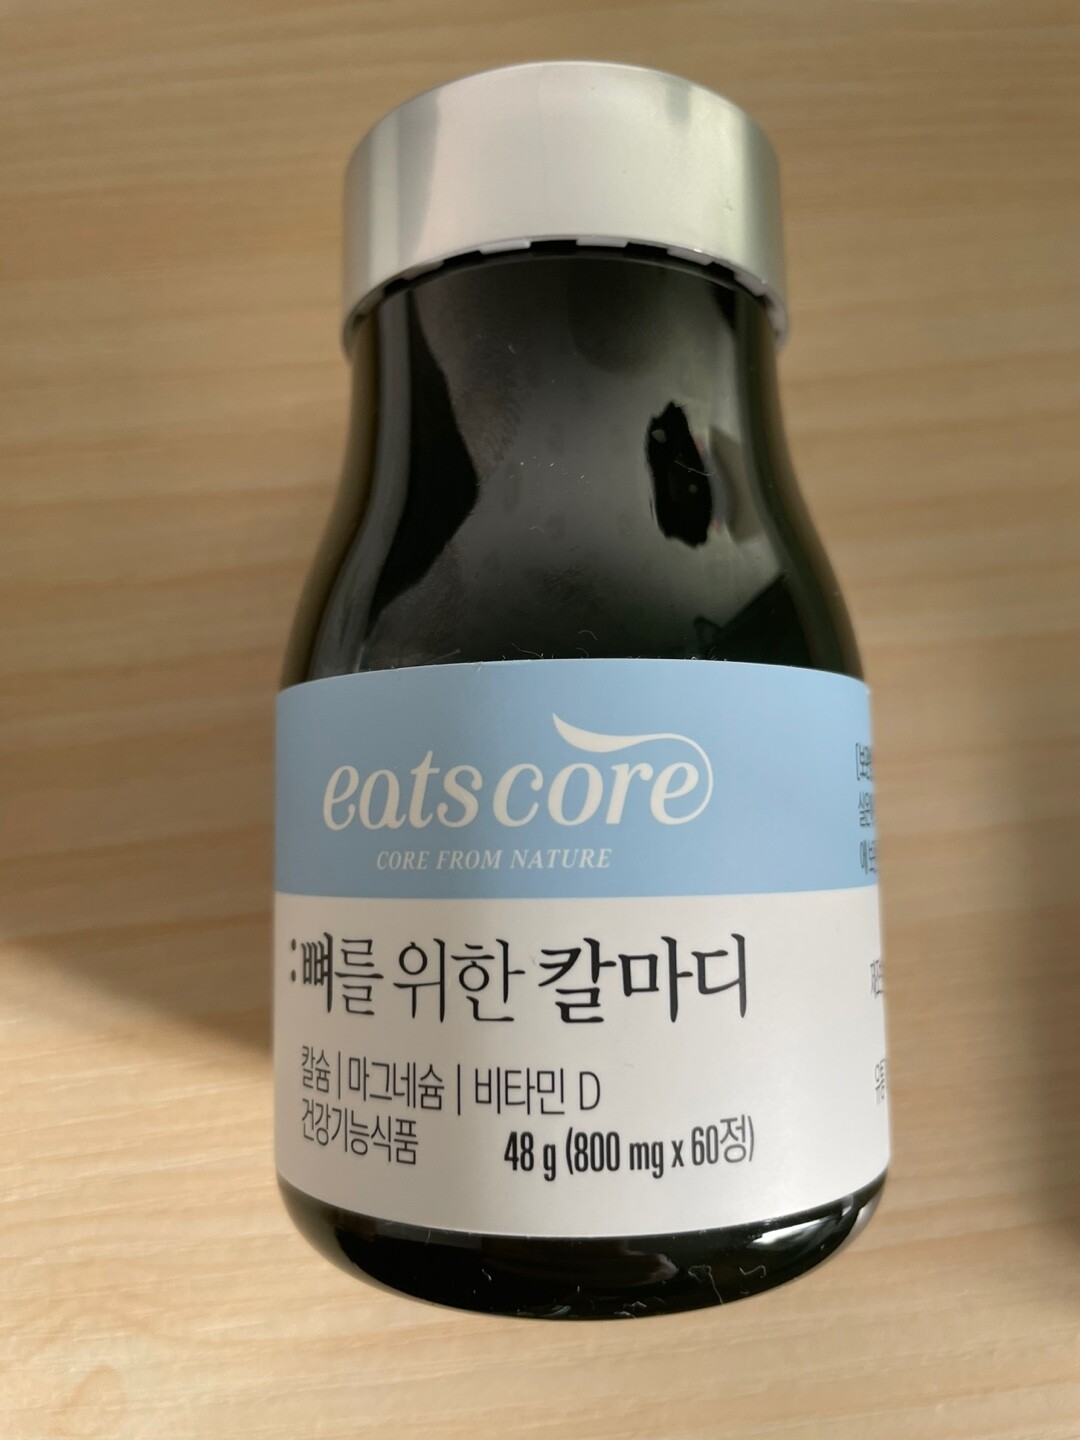 eatscore
CORE FROM NATURE
:뼈를 위한 칼마디
칼슘 | 마그네슘 | 비타민 D
건강기능식품 48 g (800 mg x 60정)